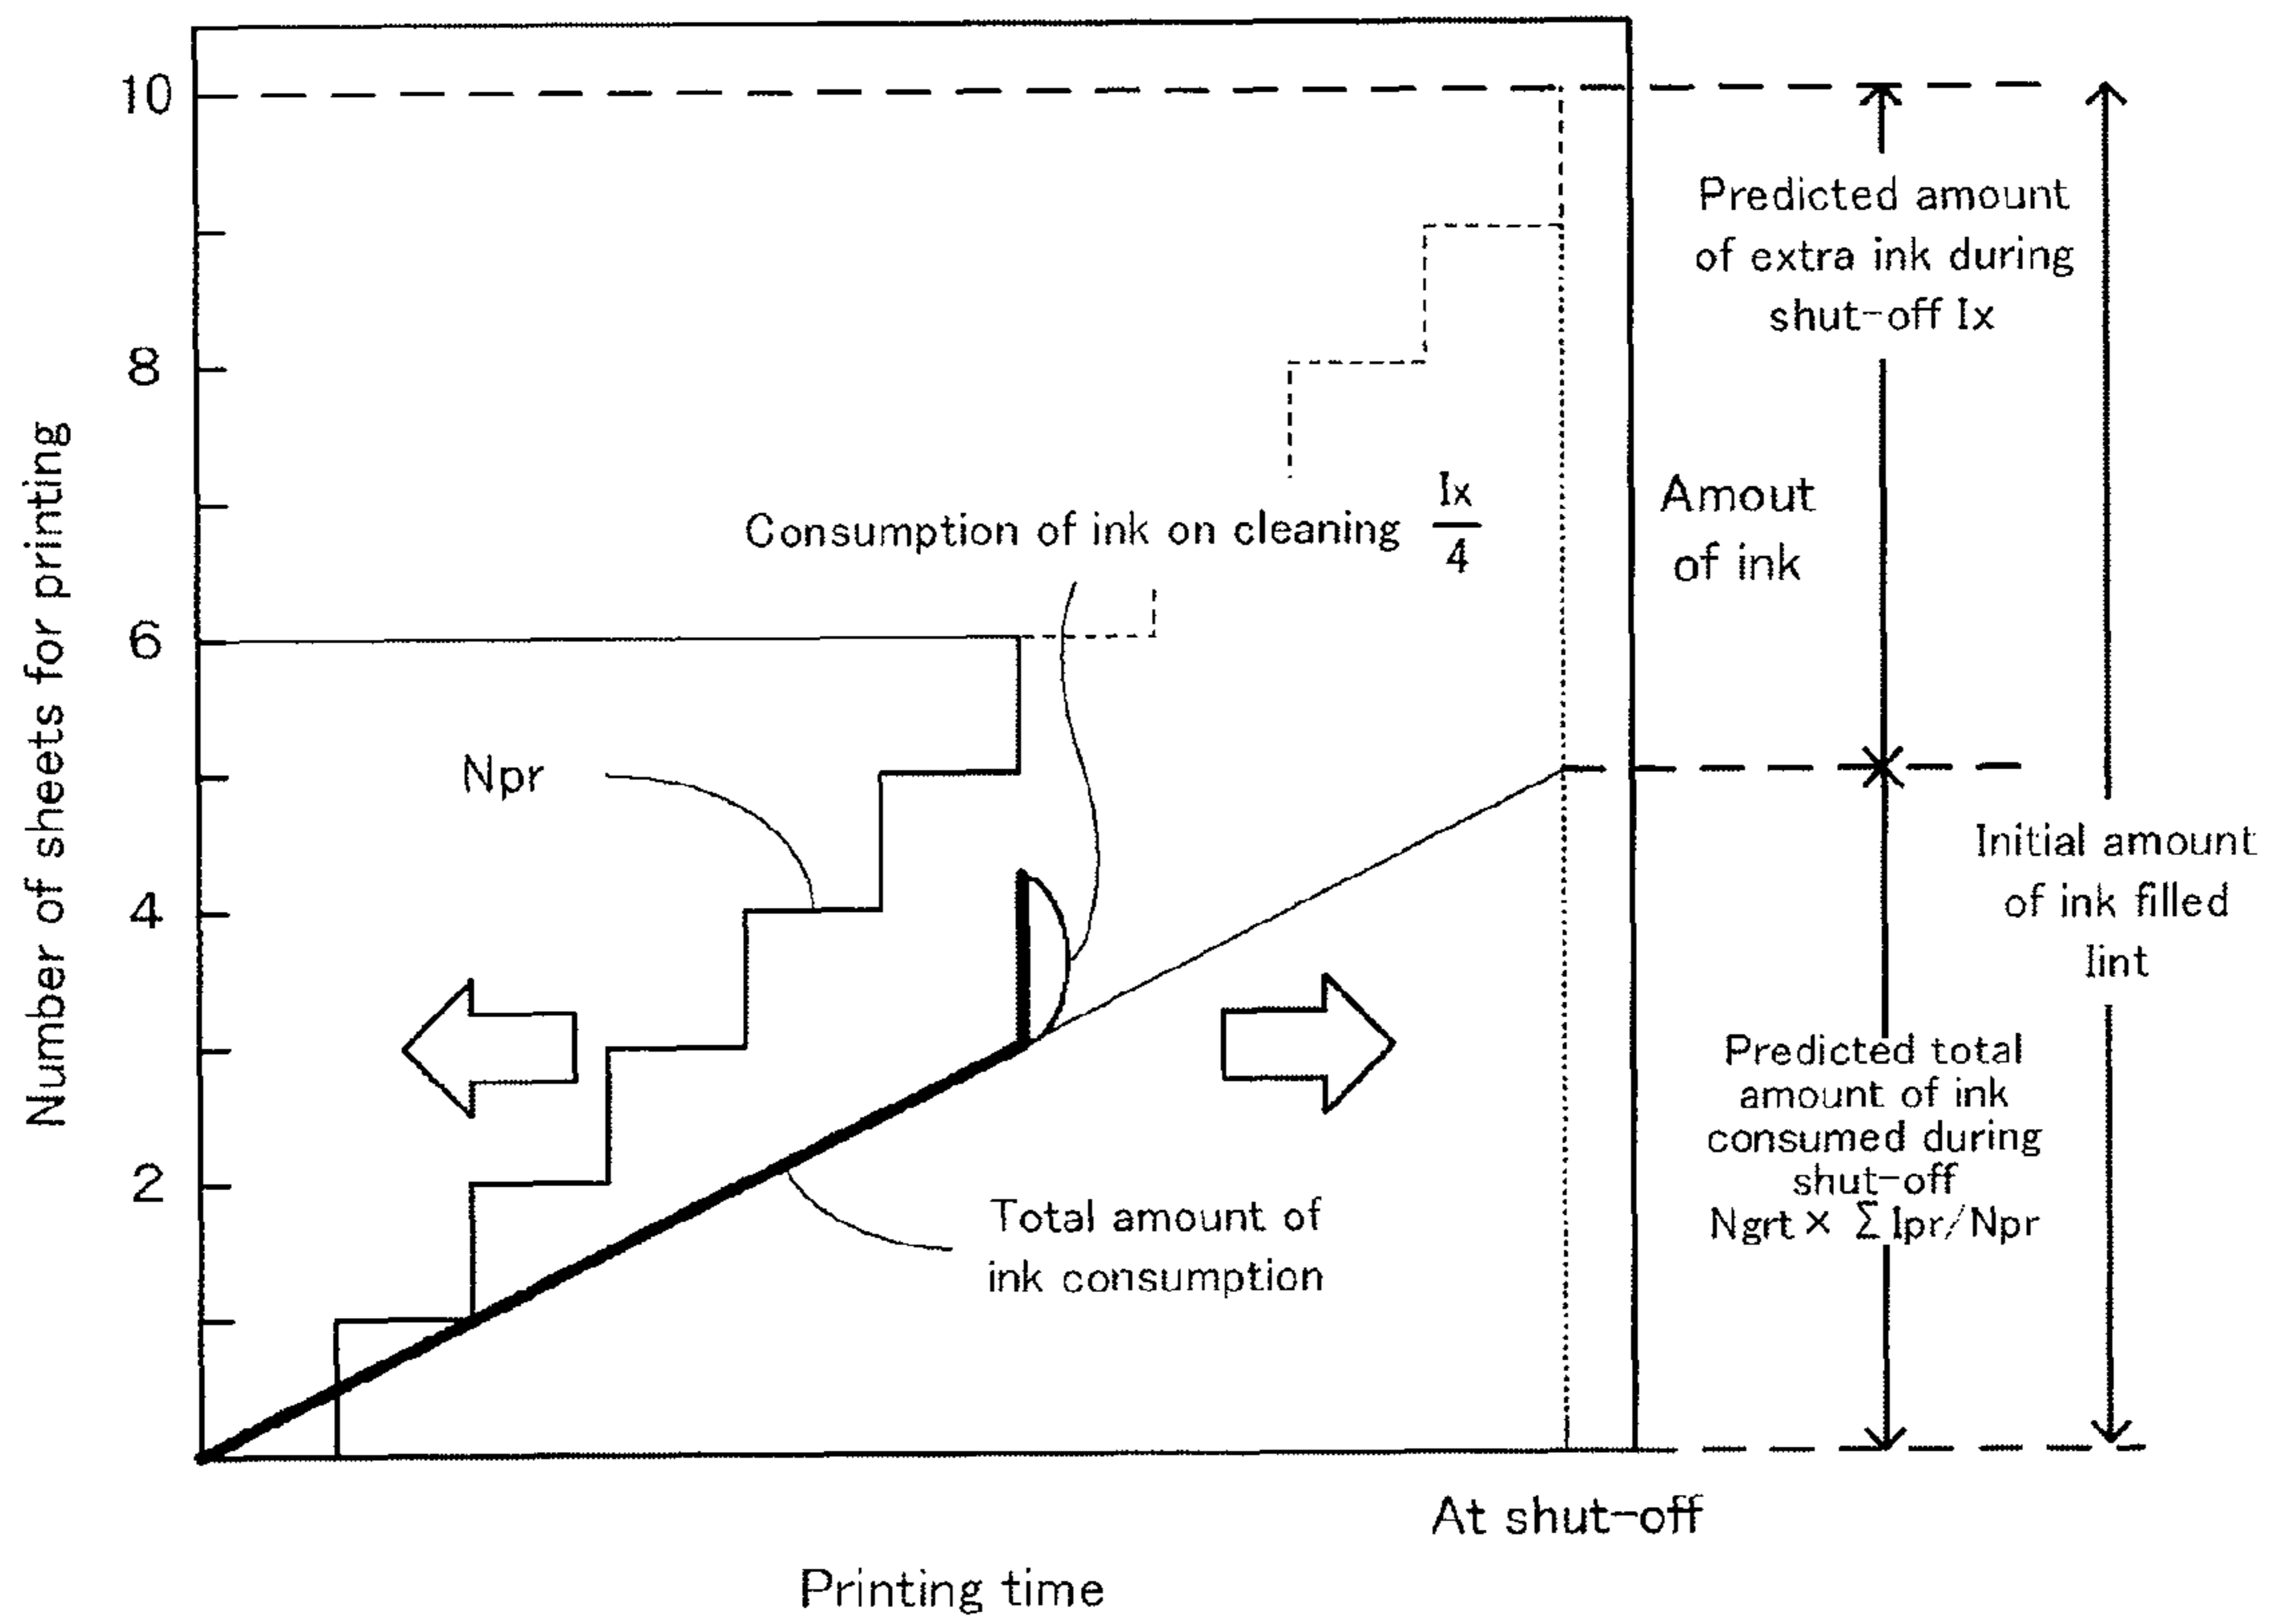 10
8
6
4
2
Number of sheets for printing
Consumption of ink on cleaning Ix/4
Npr
Total amount of
ink consumption
Predicted amount
of extra ink during
shut-off Ix
Amout
of ink
Initial amount
of ink filled
Iint
Predicted total
amount of ink
consumed during
shut-off
Ngrt × Σ Ipr/Npr
At shut-off
Printing time